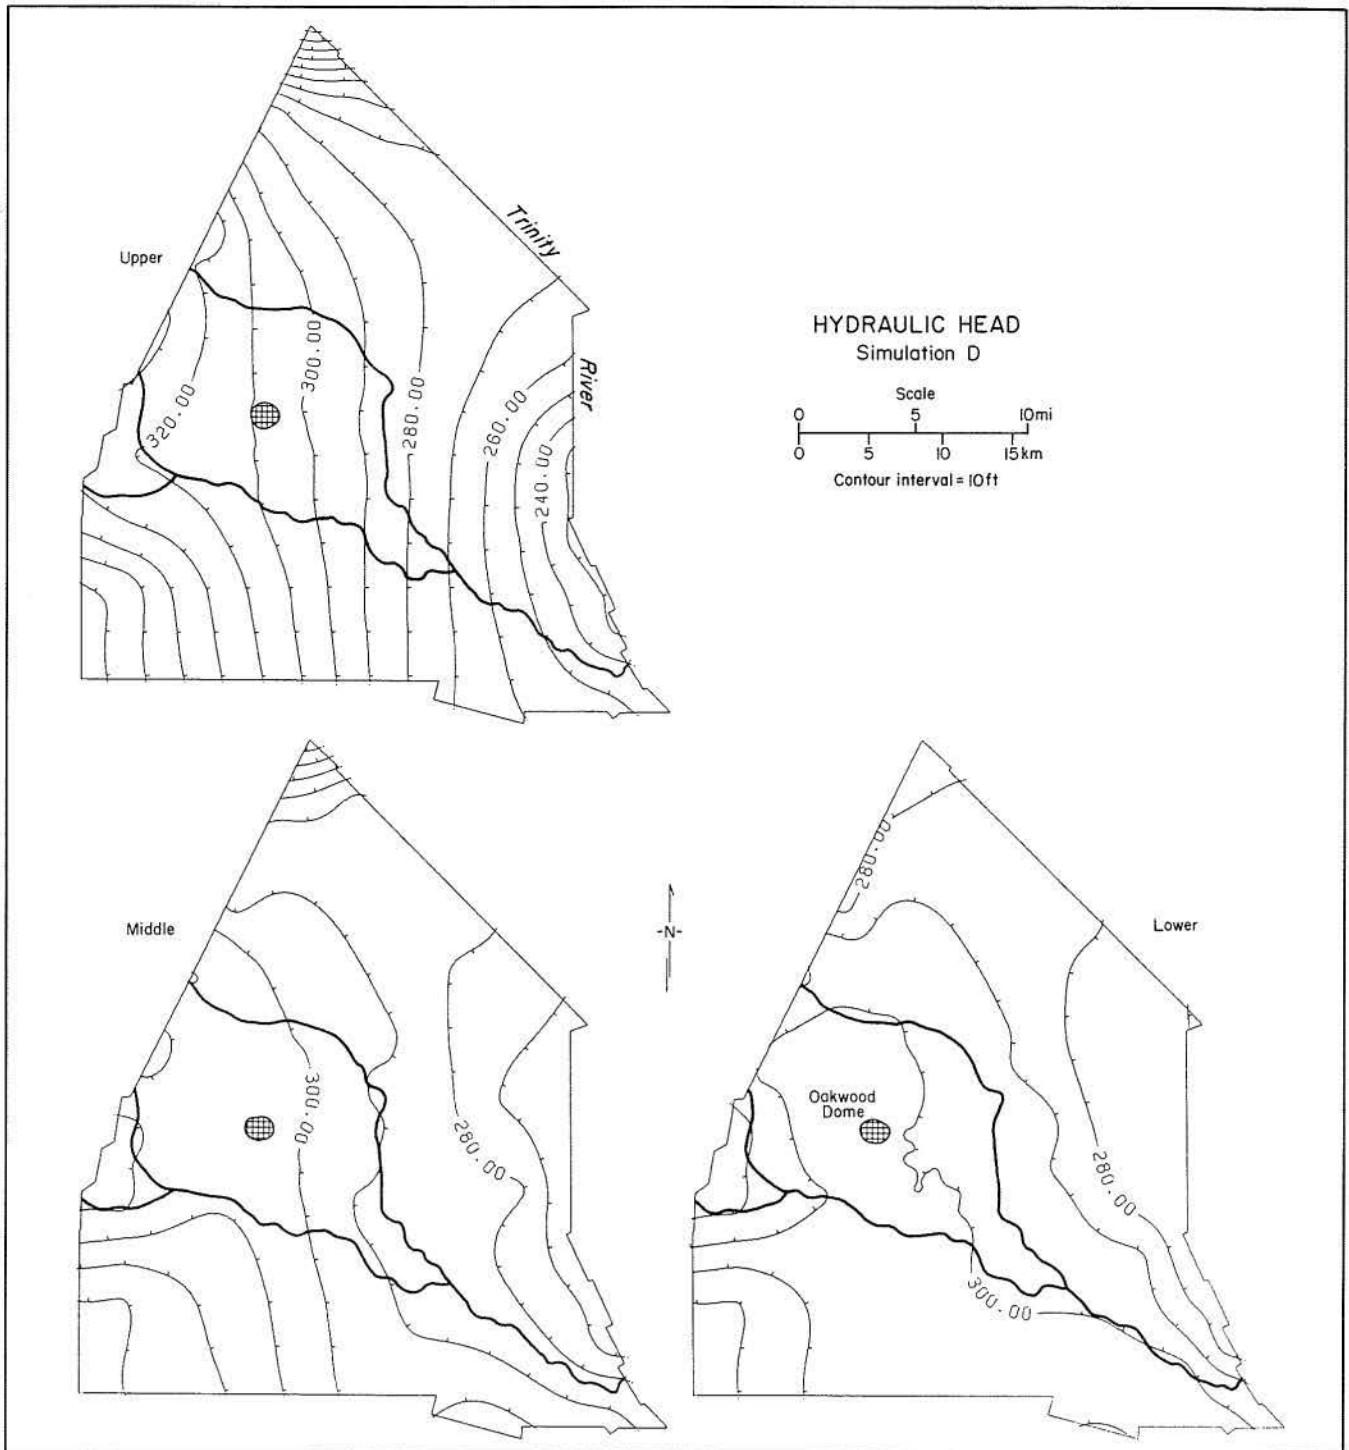 Trinity
River
Upper
320.00
300.00
280.00
260.00
240.00
HYDRAULIC HEAD
Simulation D
Scale
0 5 10mi
0 5 10 15km
Contour interval = 10ft
Middle
300.00
280.00
-N-
Lower
280.00
Oakwood
Dome
280.00
300.00